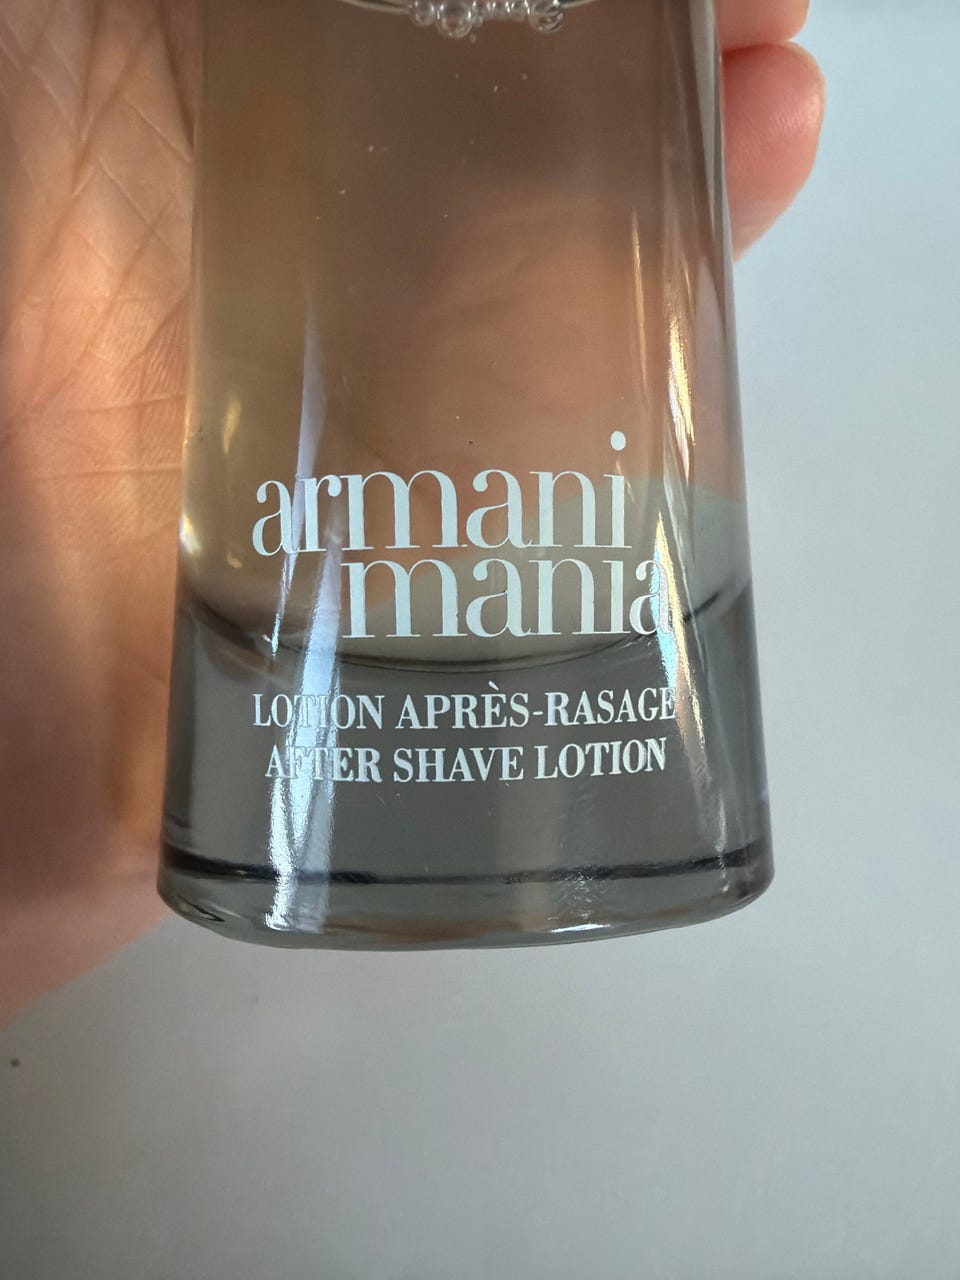 armani
mania
LOTION APRÈS-RASAGE
AFTER SHAVE LOTION